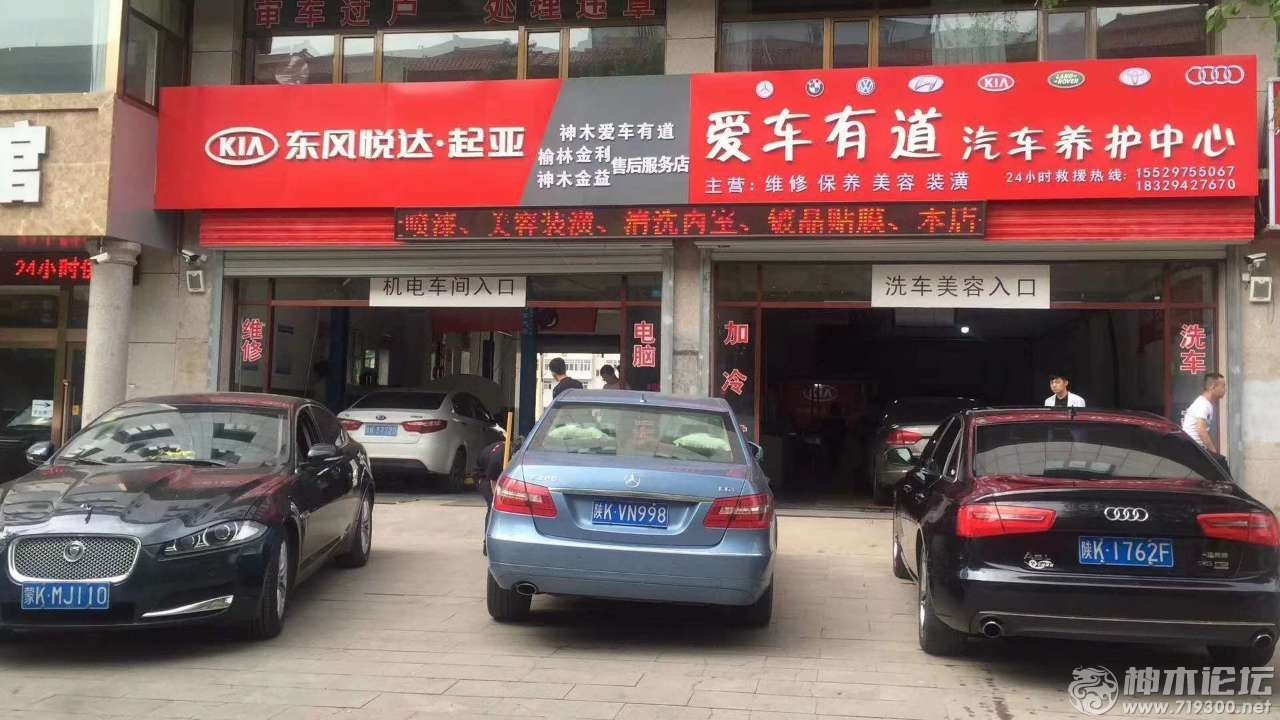 审车过户 处理违章
馆
KIA 东风悦达·起亚
神木爱车有道
榆林金利
神木金益
售后服务店
KIA
LAND ROVER
爱车有道 汽车养护中心
主营: 维修 保养 美容 装潢
24小时救援热线: 15529755067
18329427670
喷漆、美容装潢、清洗内室、镀晶贴膜、本店
24小时
机电车间入口
洗车美容入口
维修
电脑
加冷
洗车
KIA
蒙K·MJ110
陕K·VN998
陕K·1762F
A6L
神木论坛
www.719300.net